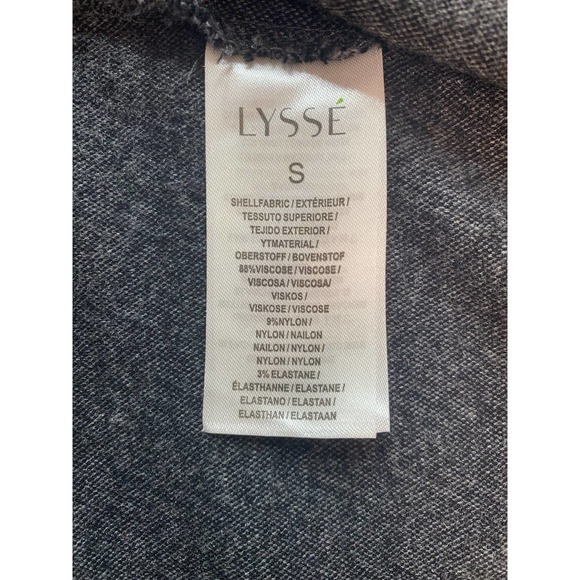 LYSSÉ
S
SHELLFABRIC / EXTÉRIEUR /
TESSUTO SUPERIORE /
TEJIDO EXTERIOR /
YTMATERIAL /
OBERSTOFF / BOVENSTOF
88%VISCOSE / VISCOSE /
VISCOSA / VISCOSA/
VISKOS /
VISKOSE / VISCOSE
9%NYLON /
NYLON / NAILON
NAILON / NYLON /
NYLON / NYLON
3% ELASTANE /
ÉLASTHANNE / ELASTANE /
ELASTANO / ELASTAN /
ELASTHAN / ELASTAAN